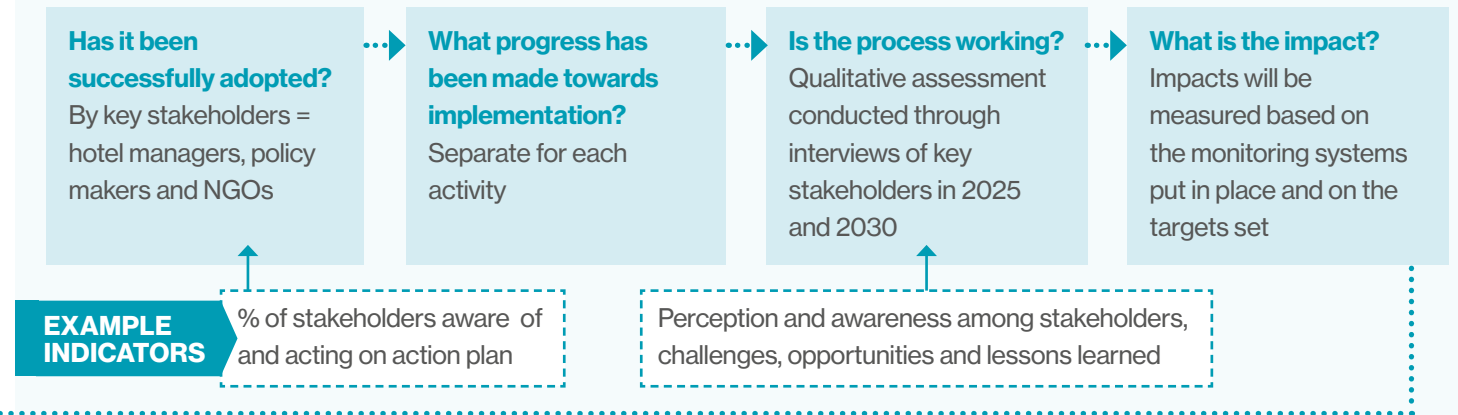 Has it been
successfully adopted?
By key stakeholders =
hotel managers, policy
makers and NGOs
What progress has
been made towards
implementation?
Separate for each
activity
Is the process working?
Qualitative assessment
conducted through
interviews of key
stakeholders in 2025
and 2030
What is the impact?
Impacts will be
measured based on
the monitoring systems
put in place and on the
targets set
EXAMPLE
INDICATORS
% of stakeholders aware of
and acting on action plan
Perception and awareness among stakeholders,
challenges, opportunities and lessons learned